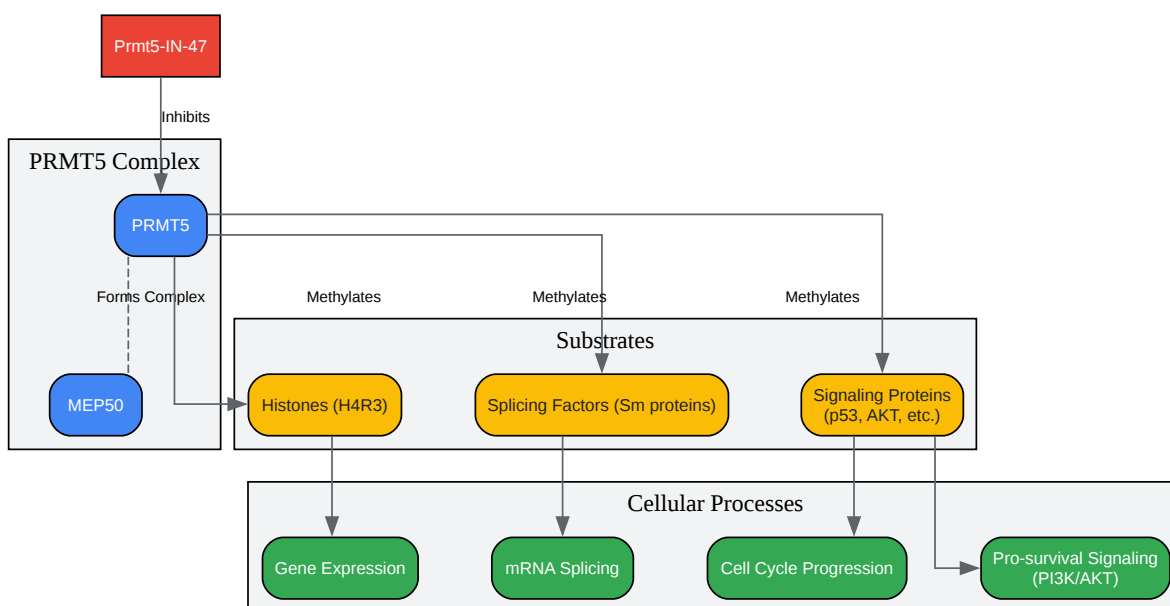 Prmt5-IN-47
Inhibits
PRMT5 Complex
PRMT5
Forms Complex
Methylates
Methylates
Methylates
Substrates
MEP50
Histones (H4R3)
Splicing Factors (Sm proteins)
Signaling Proteins
(p53, AKT, etc.)
Cellular Processes
Gene Expression
mRNA Splicing
Cell Cycle Progression
Pro-survival Signaling
(PI3K/AKT)